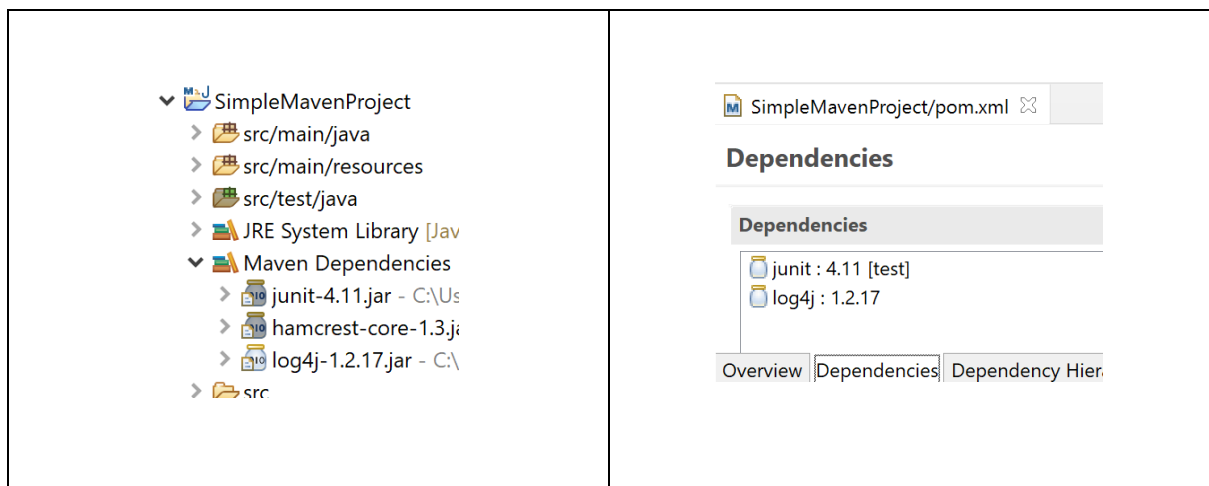 SimpleMavenProject
src/main/java
src/main/resources
src/test/java
JRE System Library [Jav
Maven Dependencies
junit-4.11.jar - C:\Us
hamcrest-core-1.3.ja
log4j-1.2.17.jar - C:\
src
SimpleMavenProject/pom.xml
Dependencies
Dependencies
junit : 4.11 [test]
log4j : 1.2.17
Overview Dependencies Dependency Hiera